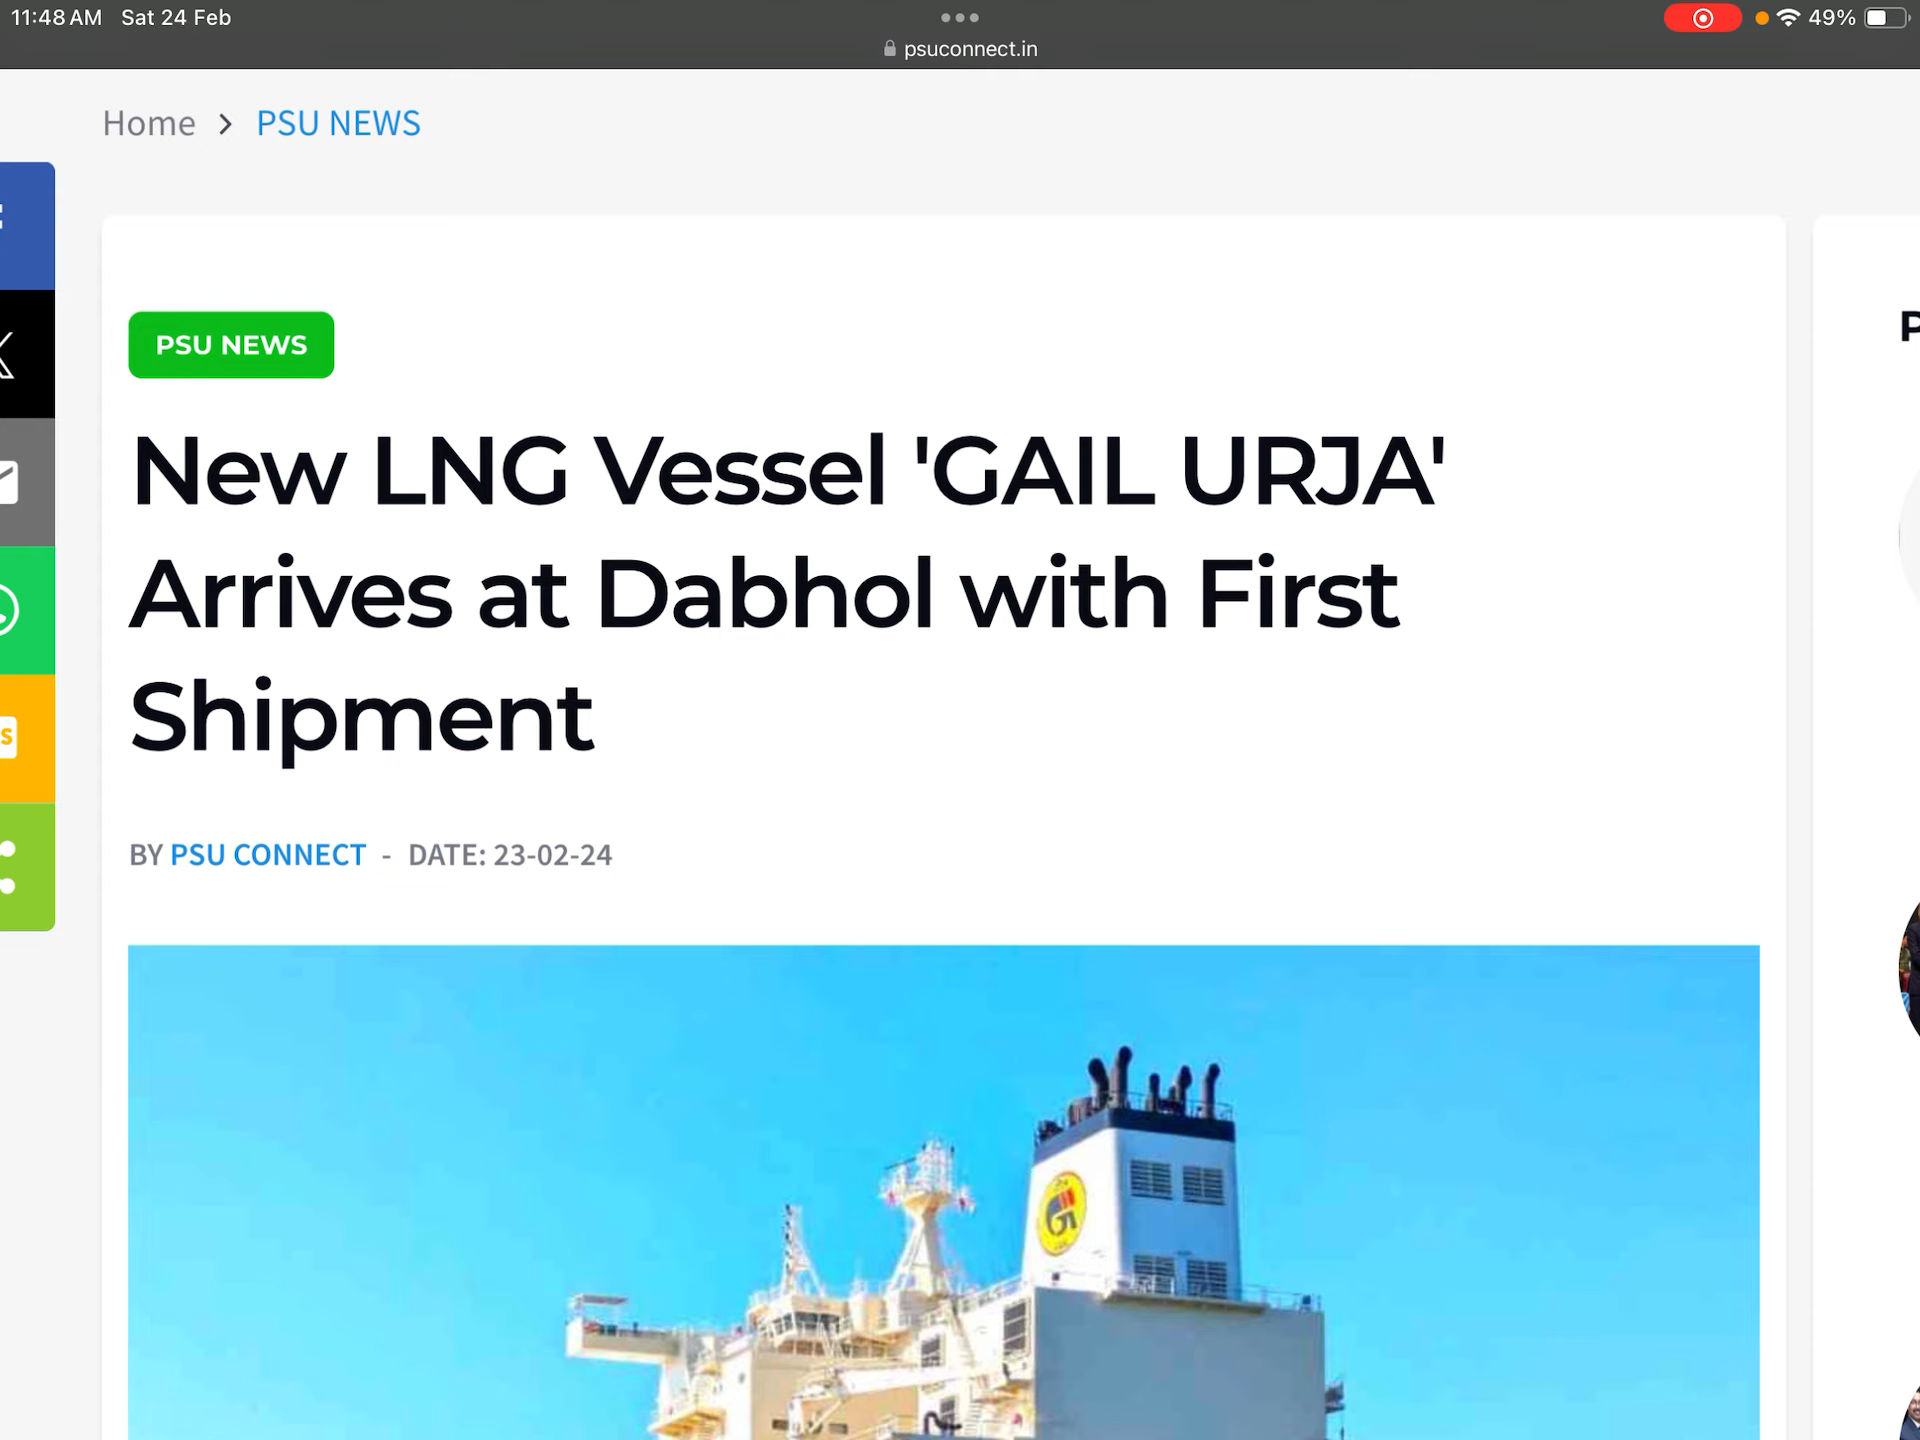 11:48 AM Sat 24 Feb
49%
psuconnect.in
Home > PSU NEWS
PSU NEWS
New LNG Vessel 'GAIL URJA'
Arrives at Dabhol with First
Shipment
BY PSU CONNECT - DATE: 23-02-24